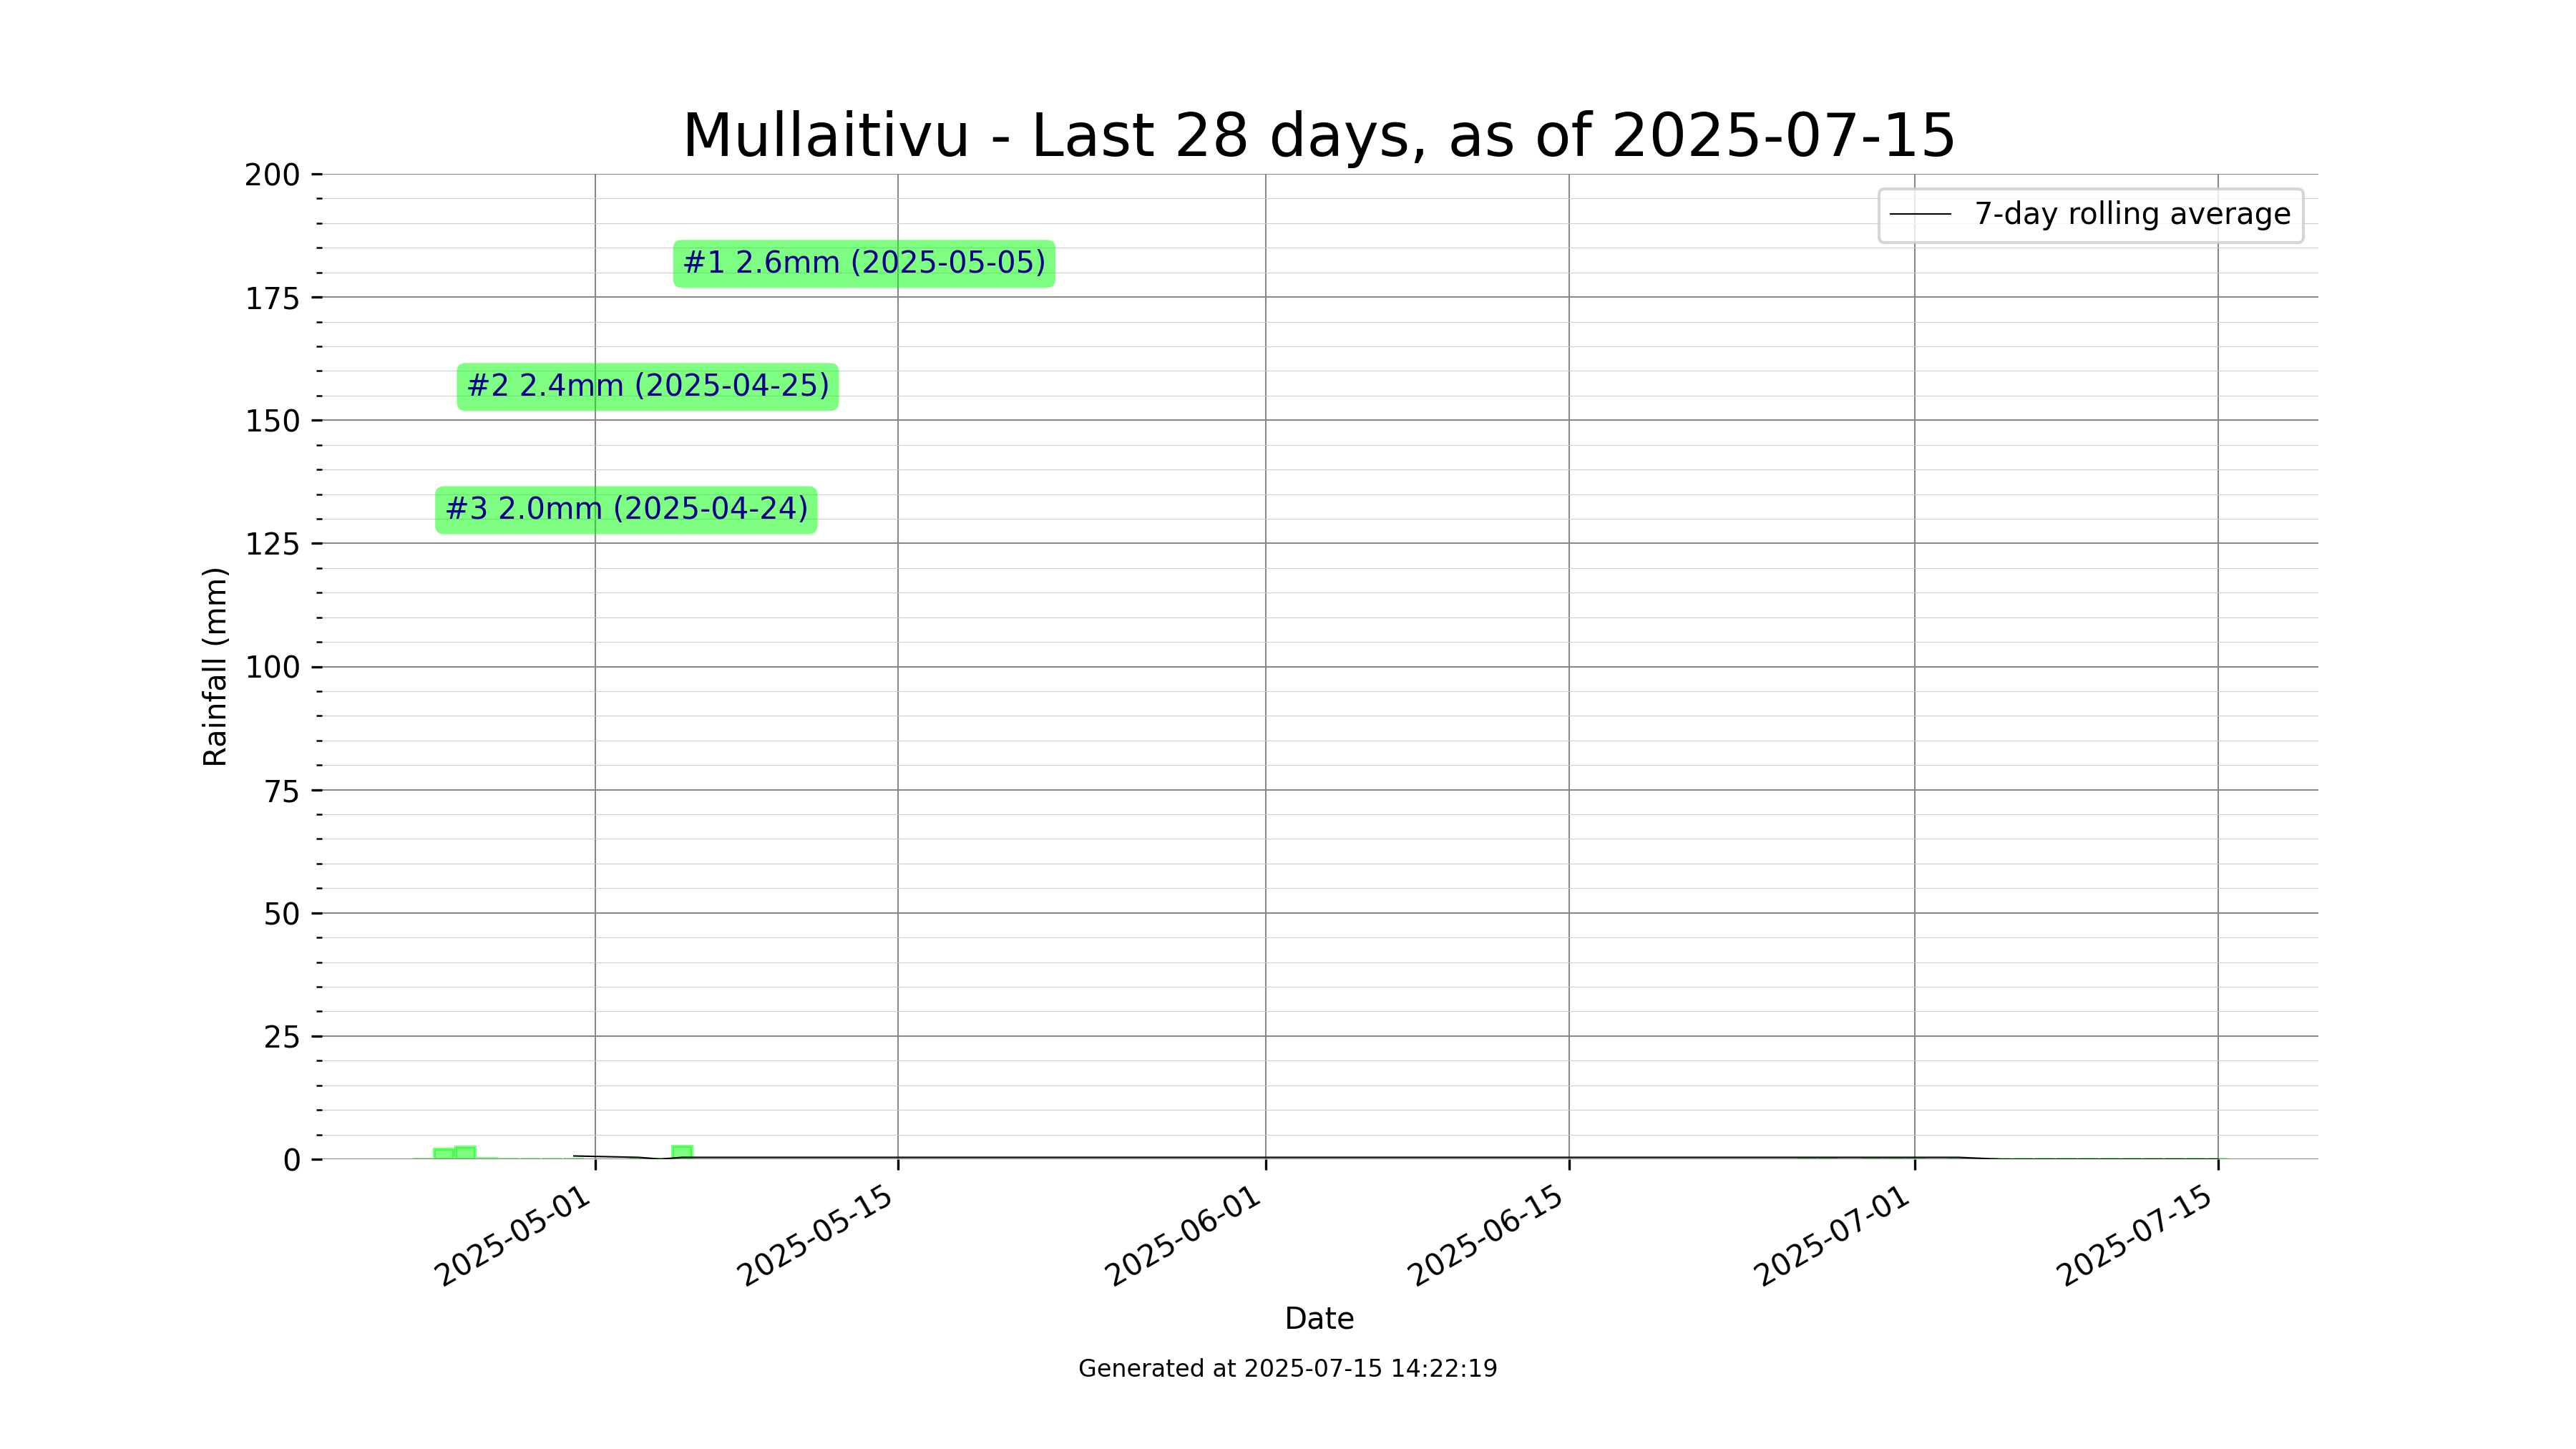 Mullaitivu - Last 28 days, as of 2025-07-15
7-day rolling average
#1 2.6mm (2025-05-05)
#2 2.4mm (2025-04-25)
#3 2.0mm (2025-04-24)
Rainfall (mm)
200
175
150
125
100
75
50
25
0
2025-05-01
2025-05-15
2025-06-01
2025-06-15
2025-07-01
2025-07-15
Date
Generated at 2025-07-15 14:22:19